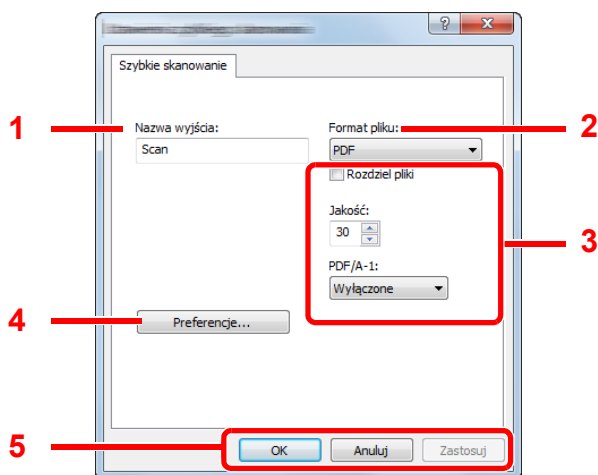 ?
X
Szybkie skanowanie
1
Nazwa wyjścia:
Format pliku:
2
Scan
PDF
Rozdziel pliki
Jakość:
30
3
PDF/A-1:
Wyłączone
4
Preferencje...
5
OK
Anuluj
Zastosuj